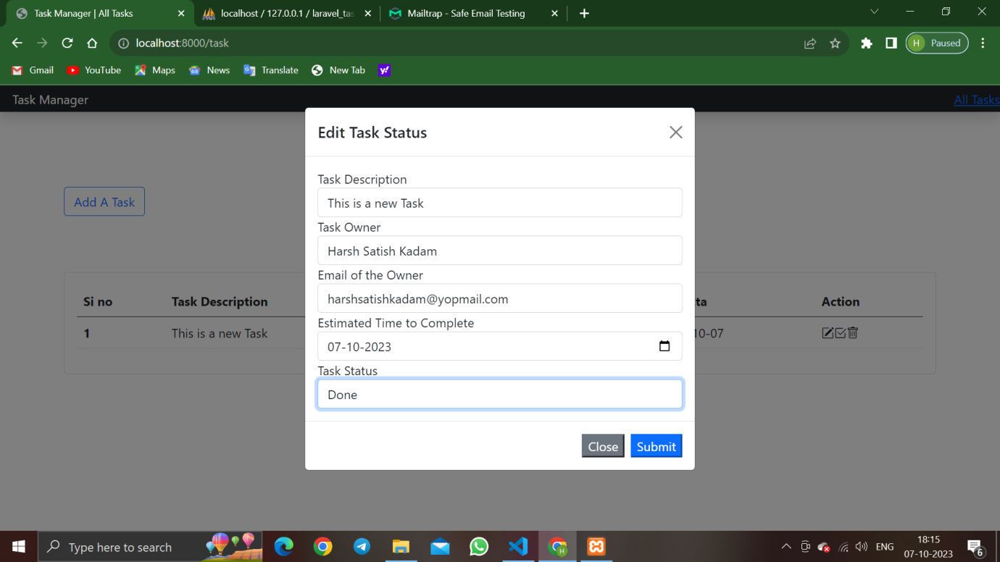 Task Manager | All Tasks
localhost / 127.0.0.1 / laravel_tas
Mailtrap - Safe Email Testing
localhost:8000/task
H Paused
Gmail YouTube Maps News Translate New Tab y!
Task Manager All Tasks
Edit Task Status
Task Description
This is a new Task
Add A Task
Task Owner
Harsh Satish Kadam
Email of the Owner
harshsatishkadam@yopmail.com
Si no Task Description ta Action
Estimated Time to Complete
1 This is a new Task 10-07
07-10-2023
Task Status
Done
Close Submit
Type here to search
H
ENG
18:15
07-10-2023
6